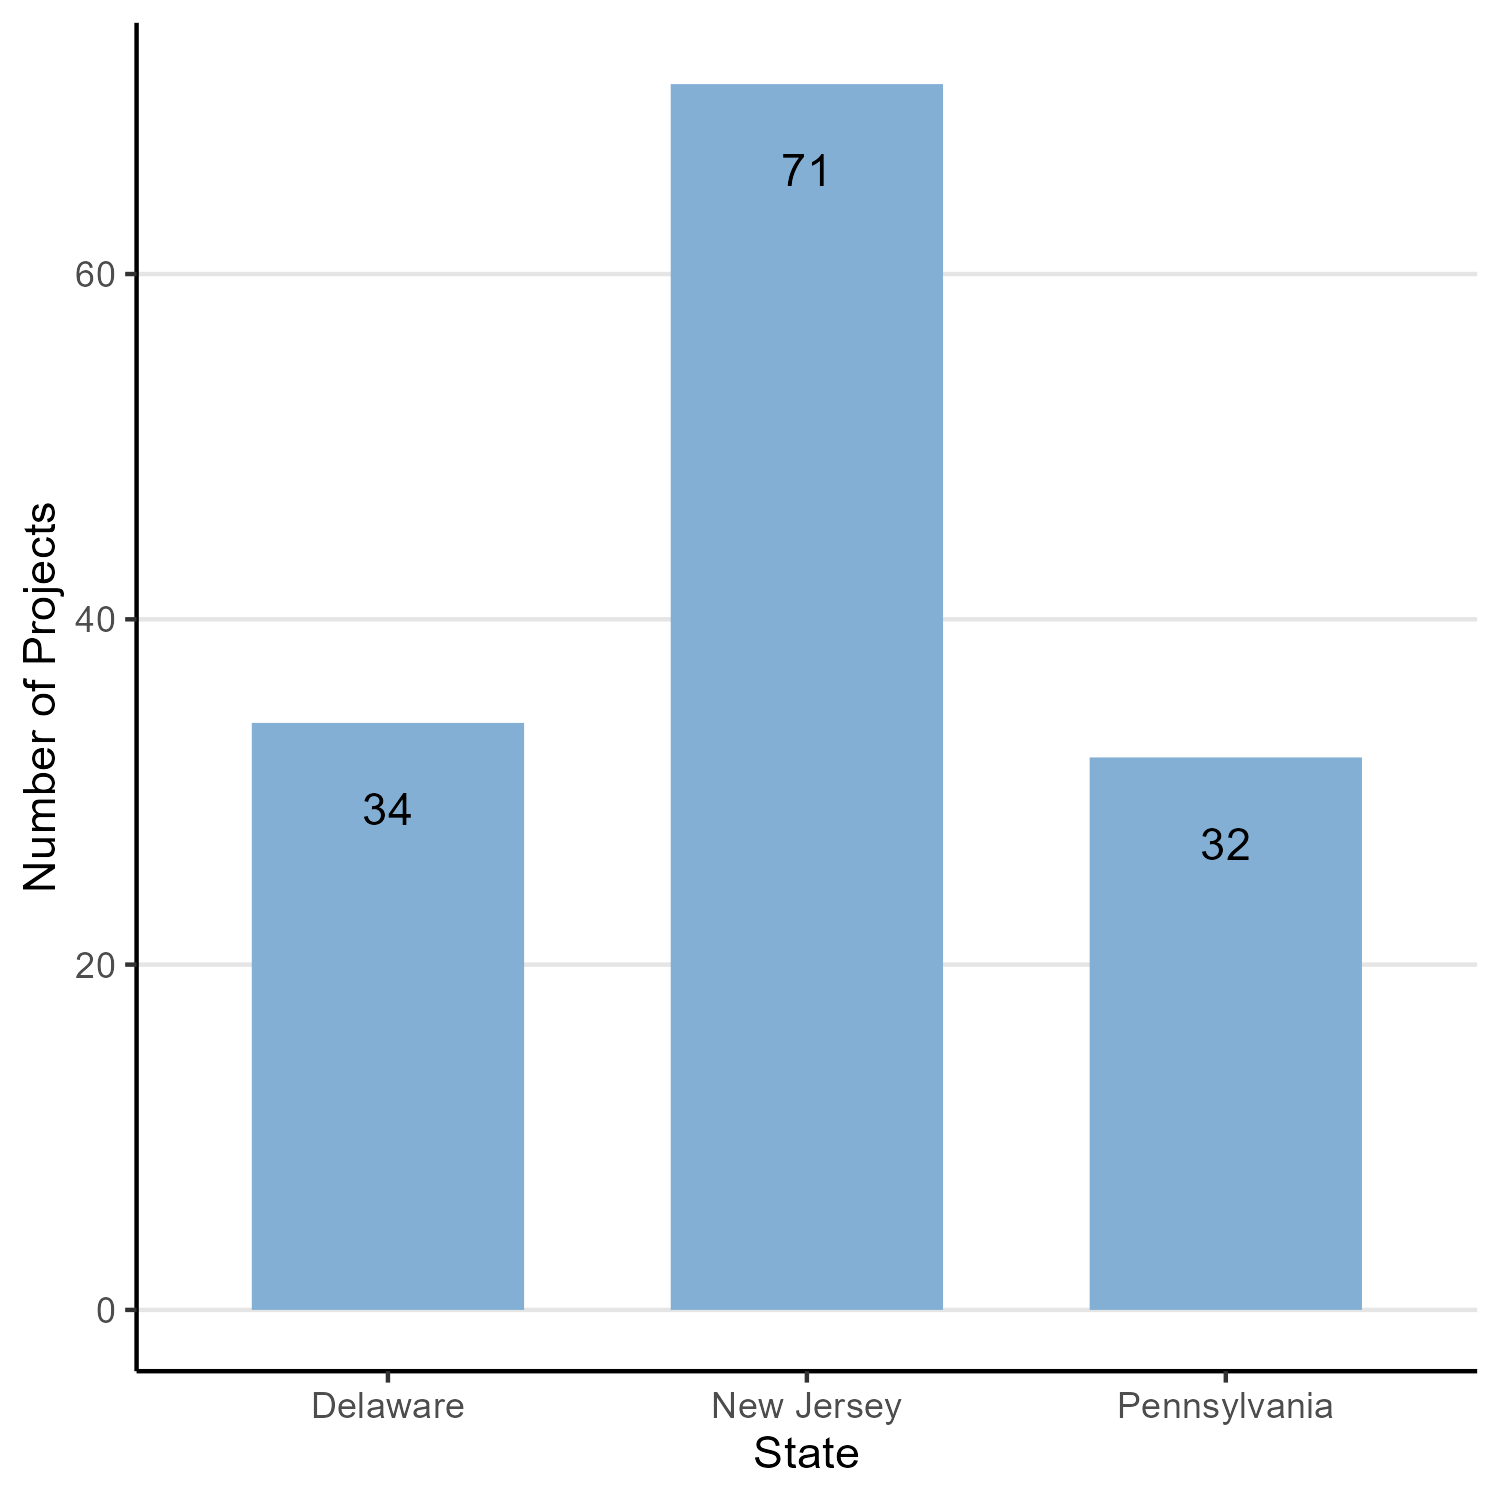 Number of Projects
60
40
20
0
34
71
32
Delaware
New Jersey
Pennsylvania
State